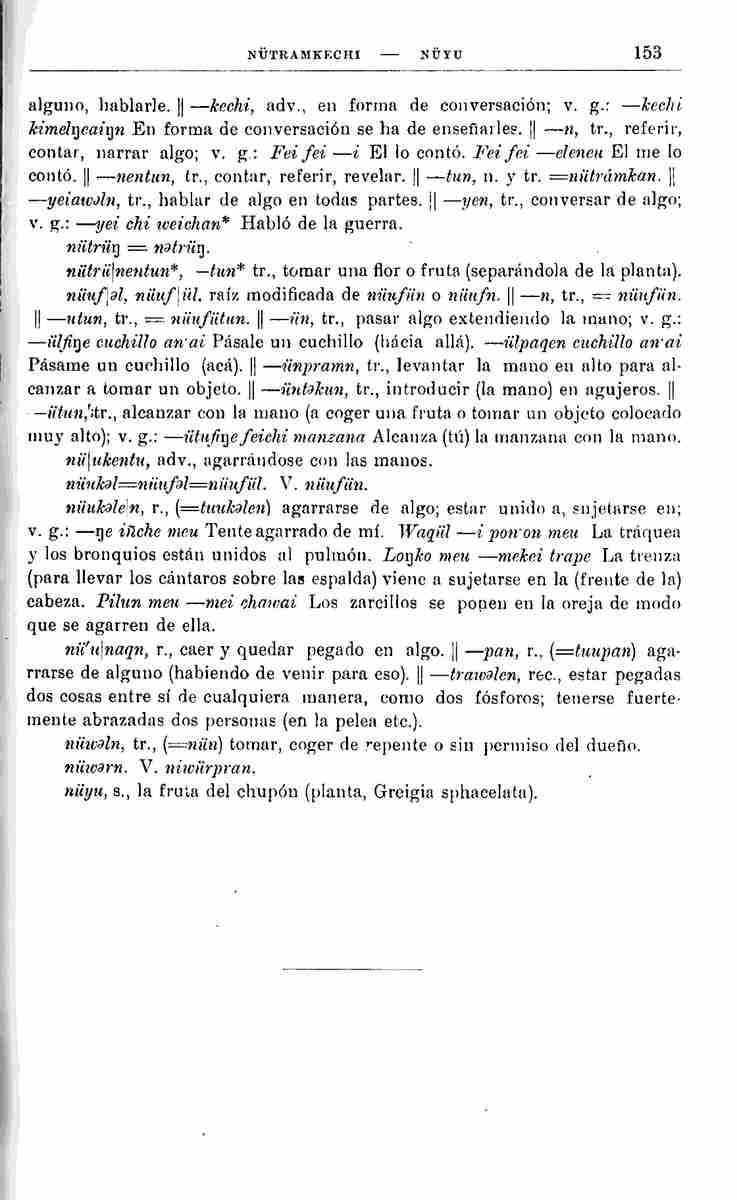 NÜTRAMKECHI — NÜYU 153
alguno, hablarle. || —kechi, adv., en forma de conversación; v. g.: —kechi
kimelŋeaiŋn En forma de conversación se ha de enseñarles. || —n, tr., referir,
contar, narrar algo; v. g.: Fei fei —i El lo contó. Fei fei —eleneu El me lo
contó. || —nentun, tr., contar, referir, revelar. || —tun, n. y tr. =nütrámkan. ||
—yeiawəln, tr., hablar de algo en todas partes. || —yen, tr., conversar de algo;
v. g.: —yei chi weichan* Habló de la guerra.
nütrüŋ = nətrüŋ.
nütrü|nentun*, —tun* tr., tomar una flor o fruta (separándola de la planta).
nüuf|əl, nüuf|ül. raíz modificada de nüufün o nüufn. || —n, tr., = nüufün.
|| —utun, tr., = nüufütun. || —ün, tr., pasar algo extendiendo la mano; v. g.:
—ülfiŋe cuchillo an·ai Pásale un cuchillo (hácia allá). —ülpaqen cuchillo an·ai
Pásame un cuchillo (acá). || —ünpramn, tr., levantar la mano en alto para al-
canzar a tomar un objeto. || —üntəkun, tr., introducir (la mano) en agujeros. ||
—ütun, tr., alcanzar con la mano (a coger una fruta o tomar un objeto colocado
muy alto); v. g.: —ütufiŋe feichi manzana Alcanza (tú) la manzana con la mano.
nü|ukentu, adv., agarrándose con las manos.
nüukəl=nüufəl=nüufül. V. nüufün.
nüukəle|n, r., (=tuukəlen) agarrarse de algo; estar unido a, sujetarse en;
v. g.: —ŋe iñche meu Tente agarrado de mí. Waqül —i pon·on meu La tráquea
y los bronquios están unidos al pulmón. Loŋko meu —mekei trape La trenza
(para llevar los cántaros sobre las espalda) viene a sujetarse en la (frente de la)
cabeza. Pilun meu —mei chawai Los zarcillos se ponen en la oreja de modo
que se agarren de ella.
nü'u|naqn, r., caer y quedar pegado en algo. || —pan, r., (=tuupan) aga-
rrarse de alguno (habiendo de venir para eso). || —trawəlen, rec., estar pegadas
dos cosas entre sí de cualquiera manera, como dos fósforos; tenerse fuerte-
mente abrazadas dos personas (en la pelea etc.).
nüwəln, tr., (=nün) tomar, coger de repente o sin permiso del dueño.
nüwərn. V. niwürpran.
nüyu, s., la fruta del chupón (planta, Greigia sphacelata).